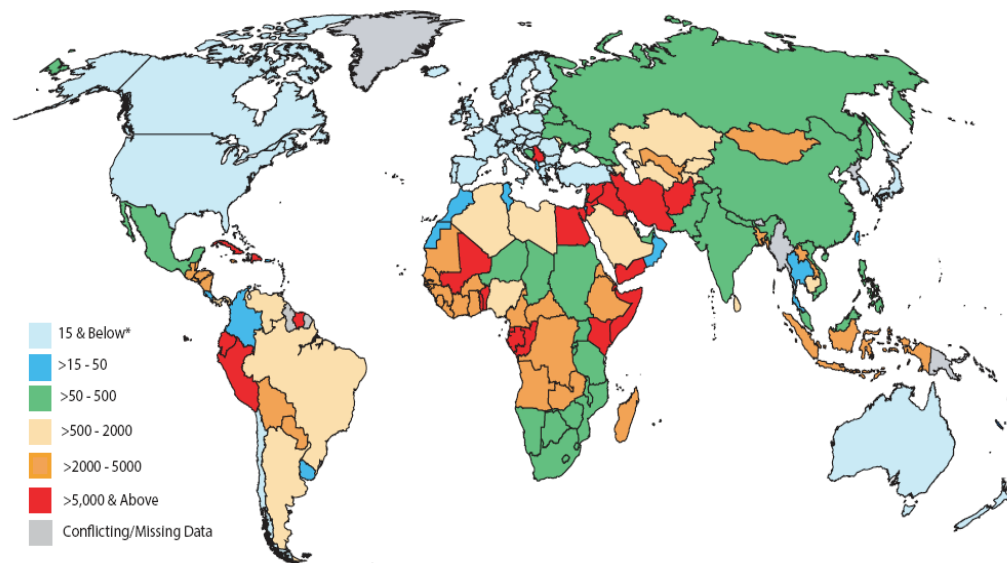 15 & Below*
>15 - 50
>50 - 500
>500 - 2000
>2000 - 5000
>5,000 & Above
Conflicting/Missing Data